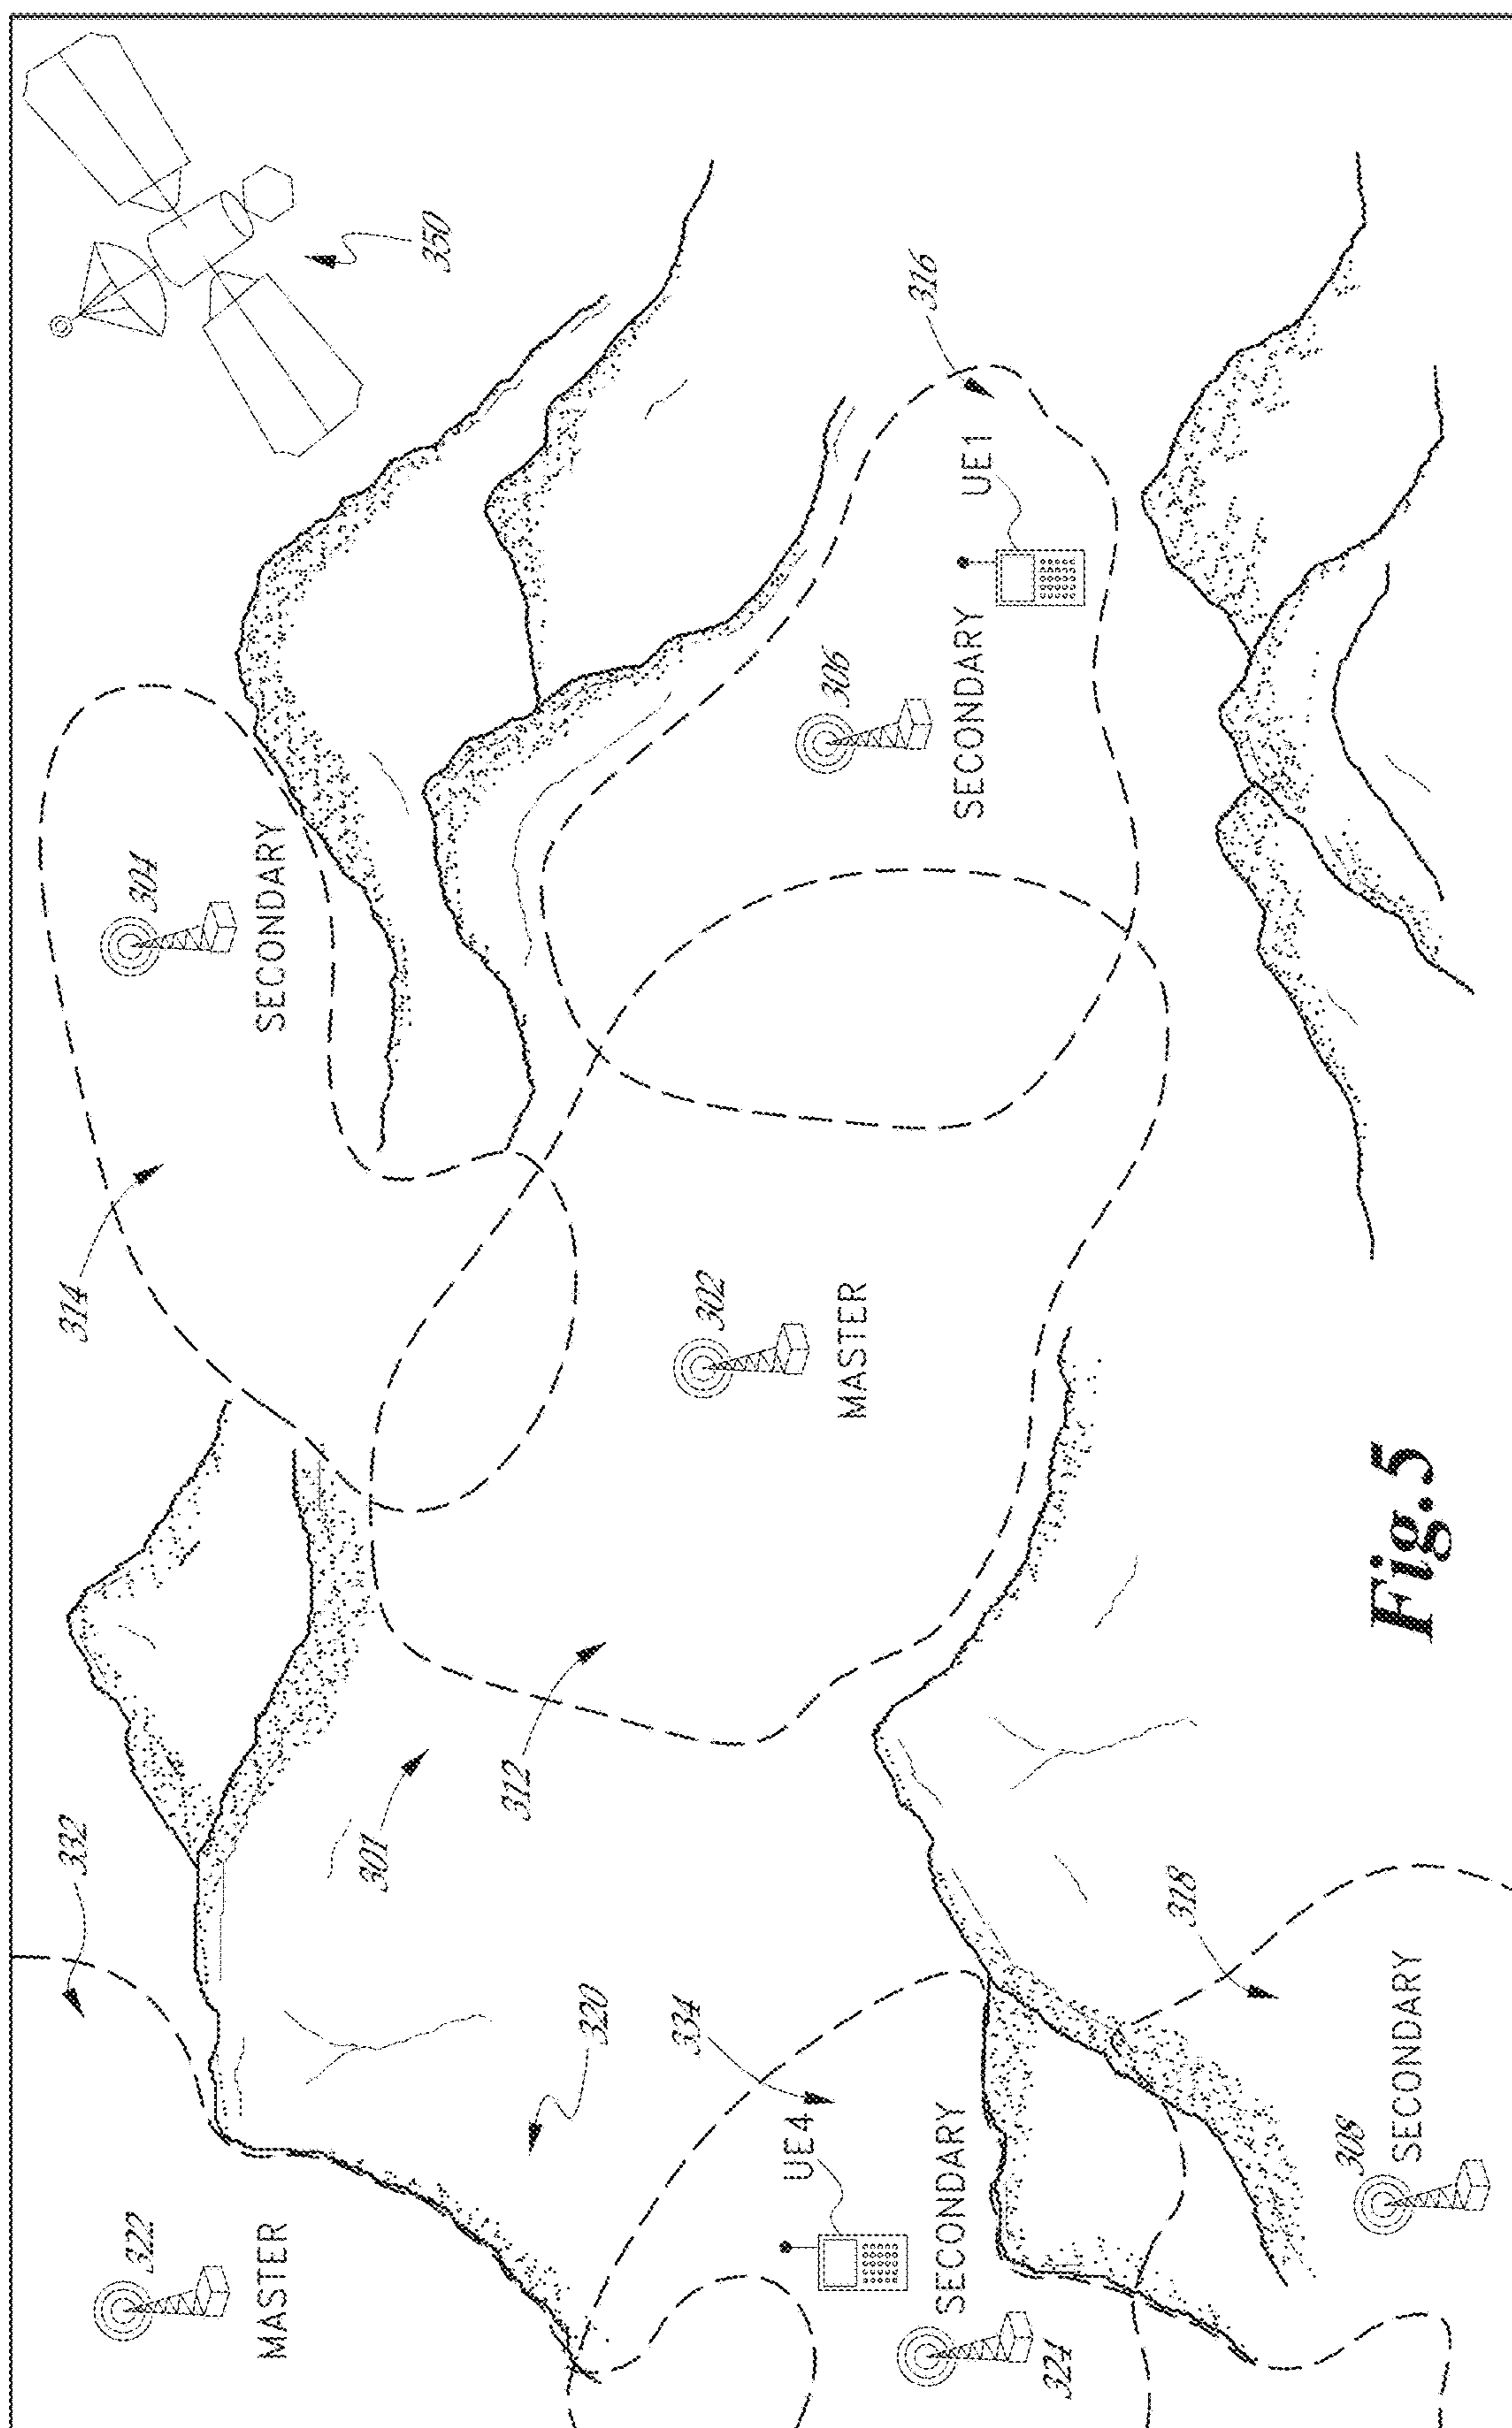 332
322
MASTER
301
320
312
334
UE4
SECONDARY
324
318
308
SECONDARY
314
304
SECONDARY
302
MASTER
350
316
306
SECONDARY
UE1
Fig. 5